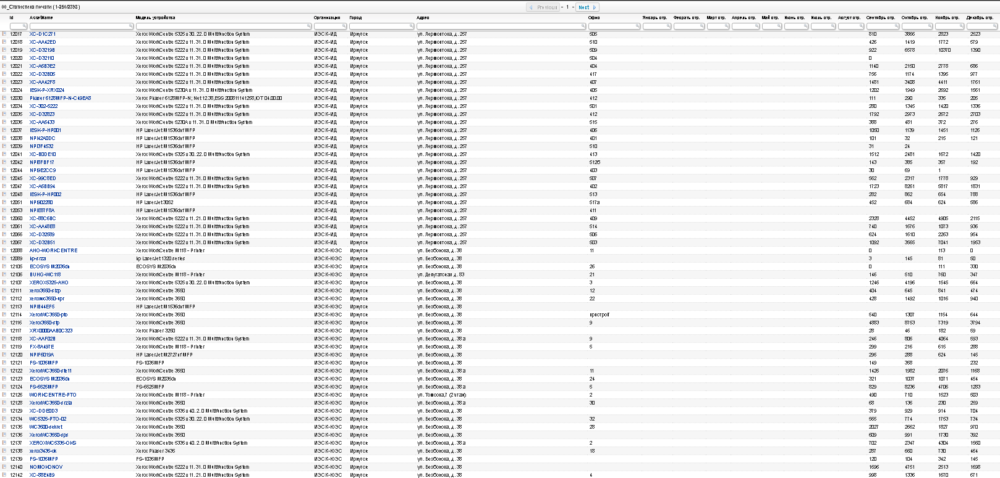 00_Статистика печати ( 1-250/2398 ) Previous - 1 - Next
Id AssetName Модель устройства Организация Город Адрес Офис Январь отр. Февраль отр. Март отр. Апрель отр. Май отр. Июнь отр. Июль отр. Август отр. Сентябрь отр. Октябрь отр. Ноябрь отр. Декабрь отр.
12017 XC-D1C271 Xerox WorkCentre 5325 u 30. 22. 0 Multifunction System ИЭСК-ИД Иркутск ул. Лермонтова, д. 257 505 810 3866 2823 2523
12018 XC-AA42ED Xerox WorkCentre 5222 u 11. 31. 0 Multifunction System ИЭСК-ИД Иркутск ул. Лермонтова, д. 257 510 426 1419 1772 579
12019 XC-D3219B Xerox WorkCentre 5222 u 11. 31. 0 Multifunction System ИЭСК-ИД Иркутск ул. Лермонтова, д. 257 509 922 6578 10370 1390
12020 XC-D32110 Xerox WorkCentre 5222 u 11. 31. 0 Multifunction System ИЭСК-ИД Иркутск ул. Лермонтова, д. 257 504 0
12021 XC-A6B3E2 Xerox WorkCentre 5222 u 11. 31. 0 Multifunction System ИЭСК-ИД Иркутск ул. Лермонтова, д. 257 404 1140 2150 2778 686
12022 XC-D32B05 Xerox WorkCentre 5222 u 11. 31. 0 Multifunction System ИЭСК-ИД Иркутск ул. Лермонтова, д. 257 417 756 1174 1395 977
12023 XC-AA42F8 Xerox WorkCentre 5222 u 11. 31. 0 Multifunction System ИЭСК-ИД Иркутск ул. Лермонтова, д. 257 407 1481 3408 4411 1761
12024 IESK-P-XRX024 Xerox WorkCentre 5230A u 11. 31. 0 Multifunction System ИЭСК-ИД Иркутск ул. Лермонтова, д. 257 405 1202 1949 2692 1561
12030 Phaser 6128MFP-N-C49EA8 Xerox Phaser 6128MFP-N; Net 12.38,ESS 200811141258,IOT 04.00.00 ИЭСК-ИД Иркутск ул. Лермонтова, д. 257 412 111 290 335 205
12034 XC-302-5222 Xerox WorkCentre 5222 u 11. 31. 0 Multifunction System ИЭСК-ИД Иркутск ул. Лермонтова, д. 257 501 280 1345 1420 1336
12035 XC-D32823 Xerox WorkCentre 5222 u 11. 31. 0 Multifunction System ИЭСК-ИД Иркутск ул. Лермонтова, д. 257 412 1792 2973 2672 2703
12036 XC-AA6433 Xerox WorkCentre 5230A u 11. 31. 0 Multifunction System ИЭСК-ИД Иркутск ул. Лермонтова, д. 257 515 388 481 372 276
12037 IESK-P-HP001 HP LaserJet M1536dnf MFP ИЭСК-ИД Иркутск ул. Лермонтова, д. 257 406 1050 1139 1451 1126
12038 NPI42A0DC HP LaserJet M1536dnf MFP ИЭСК-ИД Иркутск ул. Лермонтова, д. 257 401 101 32 215 121
12039 NPI3F4532 HP LaserJet M1536dnf MFP ИЭСК-ИД Иркутск ул. Лермонтова, д. 257 510 31 24
12041 XC-80DE10 Xerox WorkCentre 5325 u 30. 22. 0 Multifunction System ИЭСК-ИД Иркутск ул. Лермонтова, д. 257 413 1512 2481 1672 1420
12042 NPI8FBF17 HP LaserJet M1536dnf MFP ИЭСК-ИД Иркутск ул. Лермонтова, д. 257 512б 143 385 357 192
12044 NPI9E2CC9 HP LaserJet M1536dnf MFP ИЭСК-ИД Иркутск ул. Лермонтова, д. 257 403 30 69 1
12045 XC-99C8ED Xerox WorkCentre 5222 u 11. 31. 0 Multifunction System ИЭСК-ИД Иркутск ул. Лермонтова, д. 257 507 562 2317 1778 929
12047 XC-A6BB94 Xerox WorkCentre 5222 u 11. 31. 0 Multifunction System ИЭСК-ИД Иркутск ул. Лермонтова, д. 257 402 1723 8261 5817 1831
12048 IESK-P-HP002 HP LaserJet M1536dnf MFP ИЭСК-ИД Иркутск ул. Лермонтова, д. 257 513 282 862 654 788
12051 NPI902280 HP LaserJet 3052 ИЭСК-ИД Иркутск ул. Лермонтова, д. 257 517а 452 684 624 586
12053 NPIE87F8A HP LaserJet M1536dnf MFP ИЭСК-ИД Иркутск ул. Лермонтова, д. 257 411
12060 XC-88C6BC Xerox WorkCentre 5222 u 11. 21. 0 Multifunction System ИЭСК-ИД Иркутск ул. Лермонтова, д. 257 409 2328 4452 4905 2115
12061 XC-AA48E8 Xerox WorkCentre 5222 u 11. 31. 0 Multifunction System ИЭСК-ИД Иркутск ул. Лермонтова, д. 257 514 740 1676 1073 936
12066 XC-D32589 Xerox WorkCentre 5222 u 11. 31. 0 Multifunction System ИЭСК-ИД Иркутск ул. Лермонтова, д. 257 506 624 1610 2263 954
12067 XC-D32B51 Xerox WorkCentre 5222 u 11. 31. 0 Multifunction System ИЭСК-ИД Иркутск ул. Лермонтова, д. 257 503 1092 3565 7041 1953
12088 AHO-WORKCENTRE Xerox WorkCentre M118 - Printer ИЭСК-ЮЭС Иркутск ул. Безбокова, д. 38 11 0 113 0
12089 hp-srza hp LaserJet 1320 series ИЭСК-ЮЭС Иркутск ул. Безбокова, д. 38 3 145 81 50
12105 ECOSYS M2035dn ECOSYS M2035dn ИЭСК-ЮЭС Иркутск ул. Безбокова, д. 38 26 0 111 330
12106 BUHG-WC118 Xerox WorkCentre M118 - Printer ИЭСК-ЮЭС Иркутск ул. Депутатская д. 83 21 146 510 760 347
12107 XEROX5325-AHO Xerox WorkCentre 5325 u 30. 22. 0 Multifunction System ИЭСК-ЮЭС Иркутск ул. Безбокова, д. 38 3 1246 4196 1545 664
12111 xerox3550-slzp Xerox WorkCentre 3550 ИЭСК-ЮЭС Иркутск ул. Безбокова, д. 38 12 404 645 841 474
12112 xeroxwc3550-upr Xerox WorkCentre 3550 ИЭСК-ЮЭС Иркутск ул. Безбокова, д. 38 22 428 1492 1016 940
12113 NPIB44EF5 HP LaserJet M1536dnf MFP ИЭСК-ЮЭС Иркутск ул. Безбокова, д. 38
12114 XeroxWC3550-pto Xerox WorkCentre 3550 ИЭСК-ЮЭС Иркутск ул. Безбокова, д. 38 пристрой 540 1307 1154 644
12116 Xerox3550-stp Xerox WorkCentre 3550 ИЭСК-ЮЭС Иркутск ул. Безбокова, д. 38 9 4883 8753 7319 3794
12117 XRX0000AAB0C323 Xerox Phaser 3250 ИЭСК-ЮЭС Иркутск ул. Безбокова, д. 38 28 46 182 59
12118 XC-AAF02B Xerox WorkCentre 5222 u 11. 31. 0 Multifunction System ИЭСК-ЮЭС Иркутск ул. Безбокова, д. 38 а 9 246 806 4064 593
12119 FX-8A497E Xerox WorkCentre M118 - Printer ИЭСК-ЮЭС Иркутск ул. Безбокова, д. 38 5 299 216 615 288
12120 NPIF6019A HP LaserJet M2727nf MFP ИЭСК-ЮЭС Иркутск ул. Безбокова, д. 38 295 288 624 145
12121 FS-1035MFP FS-1035MFP ИЭСК-ЮЭС Иркутск ул. Безбокова, д. 38 149 358 232
12122 XeroxWC3550-ste11 Xerox WorkCentre 3550 ИЭСК-ЮЭС Иркутск ул. Безбокова, д. 38 а 11 1426 1982 2076 1168
12123 ECOSYS M2035dn ECOSYS M2035dn ИЭСК-ЮЭС Иркутск ул. Безбокова, д. 38 24 321 1037 1071 454
12124 FS-6525MFP FS-6525MFP ИЭСК-ЮЭС Иркутск ул. Безбокова, д. 38 а 5 829 8236 4706 1283
12126 WORKCENTRE-PTO Xerox WorkCentre M118 - Printer ИЭСК-ЮЭС Иркутск ул. Томсона,7 (2 этаж) 2 490 710 1523 503
12128 XeroxWC3550-srzia Xerox WorkCentre 3550 ИЭСК-ЮЭС Иркутск ул. Безбокова, д. 38 а 30 68 136 230 259
12129 XC-DDE0D3 Xerox WorkCentre 5335 u 40. 2. 0 Multifunction System ИЭСК-ЮЭС Иркутск ул. Безбокова, д. 38 379 929 914 704
12134 WC5325-PTO-02 Xerox WorkCentre 5325 u 30. 22. 0 Multifunction System ИЭСК-ЮЭС Иркутск ул. Безбокова, д. 38 32 565 774 1753 734
12135 WC3500-sekret Xerox WorkCentre 3550 ИЭСК-ЮЭС Иркутск ул. Безбокова, д. 38 28 2027 2662 1827 970
12136 XeroxWC3550-sps Xerox WorkCentre 3550 ИЭСК-ЮЭС Иркутск ул. Безбокова, д. 38 609 991 1730 392
12137 XEROXWC5335-OKS Xerox WorkCentre 5335 u 40. 2. 0 Multifunction System ИЭСК-ЮЭС Иркутск ул. Безбокова, д. 38 а 2 702 2347 4304 1560
12138 xerox3435-ok Xerox Phaser 3435 ИЭСК-ЮЭС Иркутск ул. Безбокова, д. 38 18 287 660 730 464
12139 FS-1035MFP FS-1035MFP ИЭСК-ЮЭС Иркутск ул. Безбокова, д. 38 120 104 342 145
12140 NOMOKONOV Xerox WorkCentre 5222 u 11. 31. 0 Multifunction System ИЭСК-ЮЭС Иркутск ул. Безбокова, д. 38 1696 4751 2513 1698
12142 XC-88E4B9 Xerox WorkCentre 5222 u 11. 21. 0 Multifunction System ИЭСК-ЮЭС Иркутск ул. Безбокова, д. 38 4 998 1336 1670 671